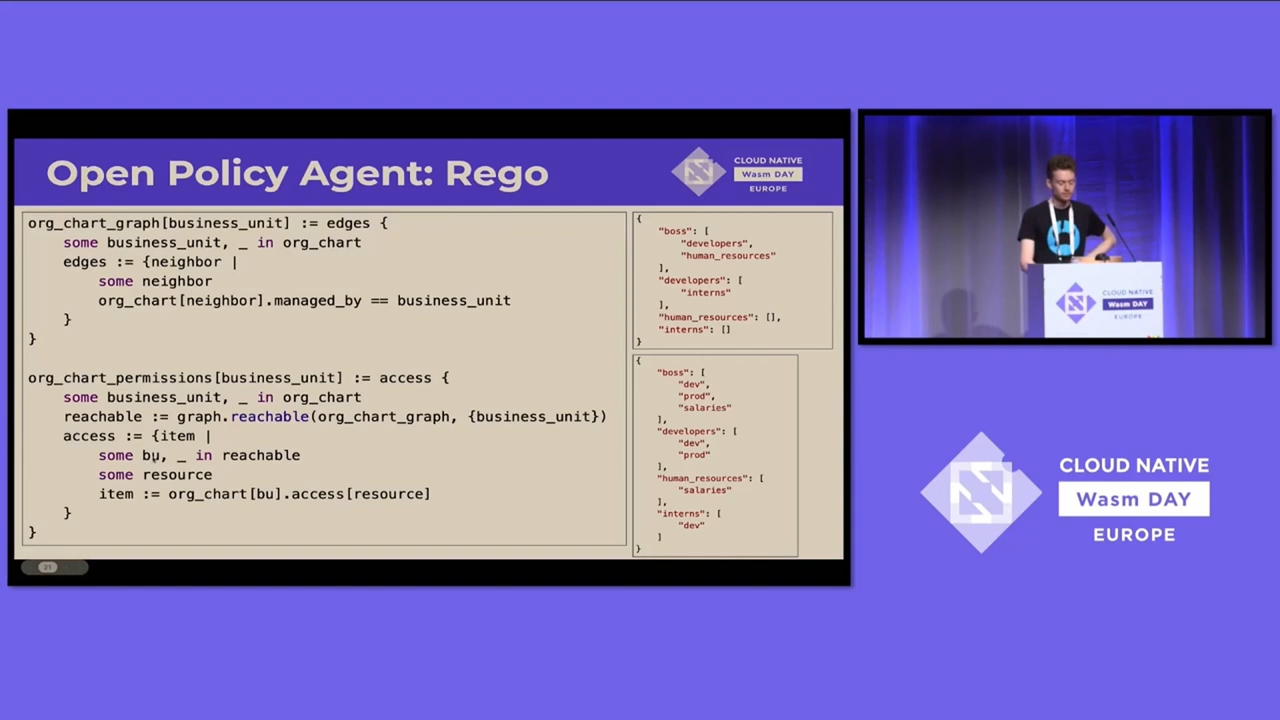 Open Policy Agent: Rego
CLOUD NATIVE
Wasm DAY
EUROPE
org_chart_graph[business_unit] := edges {
    some business_unit, _ in org_chart
    edges := {neighbor |
        some neighbor
        org_chart[neighbor].managed_by == business_unit
    }
}
org_chart_permissions[business_unit] := access {
    some business_unit, _ in org_chart
    reachable := graph.reachable(org_chart_graph, {business_unit})
    access := {item |
        some bu, _ in reachable
        some resource
        item := org_chart[bu].access[resource]
    }
}
{
    "boss": [
        "developers",
        "human_resources"
    ],
    "developers": [
        "interns"
    ],
    "human_resources": [],
    "interns": []
}
{
    "boss": [
        "dev",
        "prod",
        "salaries"
    ],
    "developers": [
        "dev",
        "prod"
    ],
    "human_resources": [
        "salaries"
    ],
    "interns": [
        "dev"
    ]
}
21
CLOUD NATIVE
Wasm DAY
EUROPE
CLOUD NATIVE
Wasm DAY
EUROPE